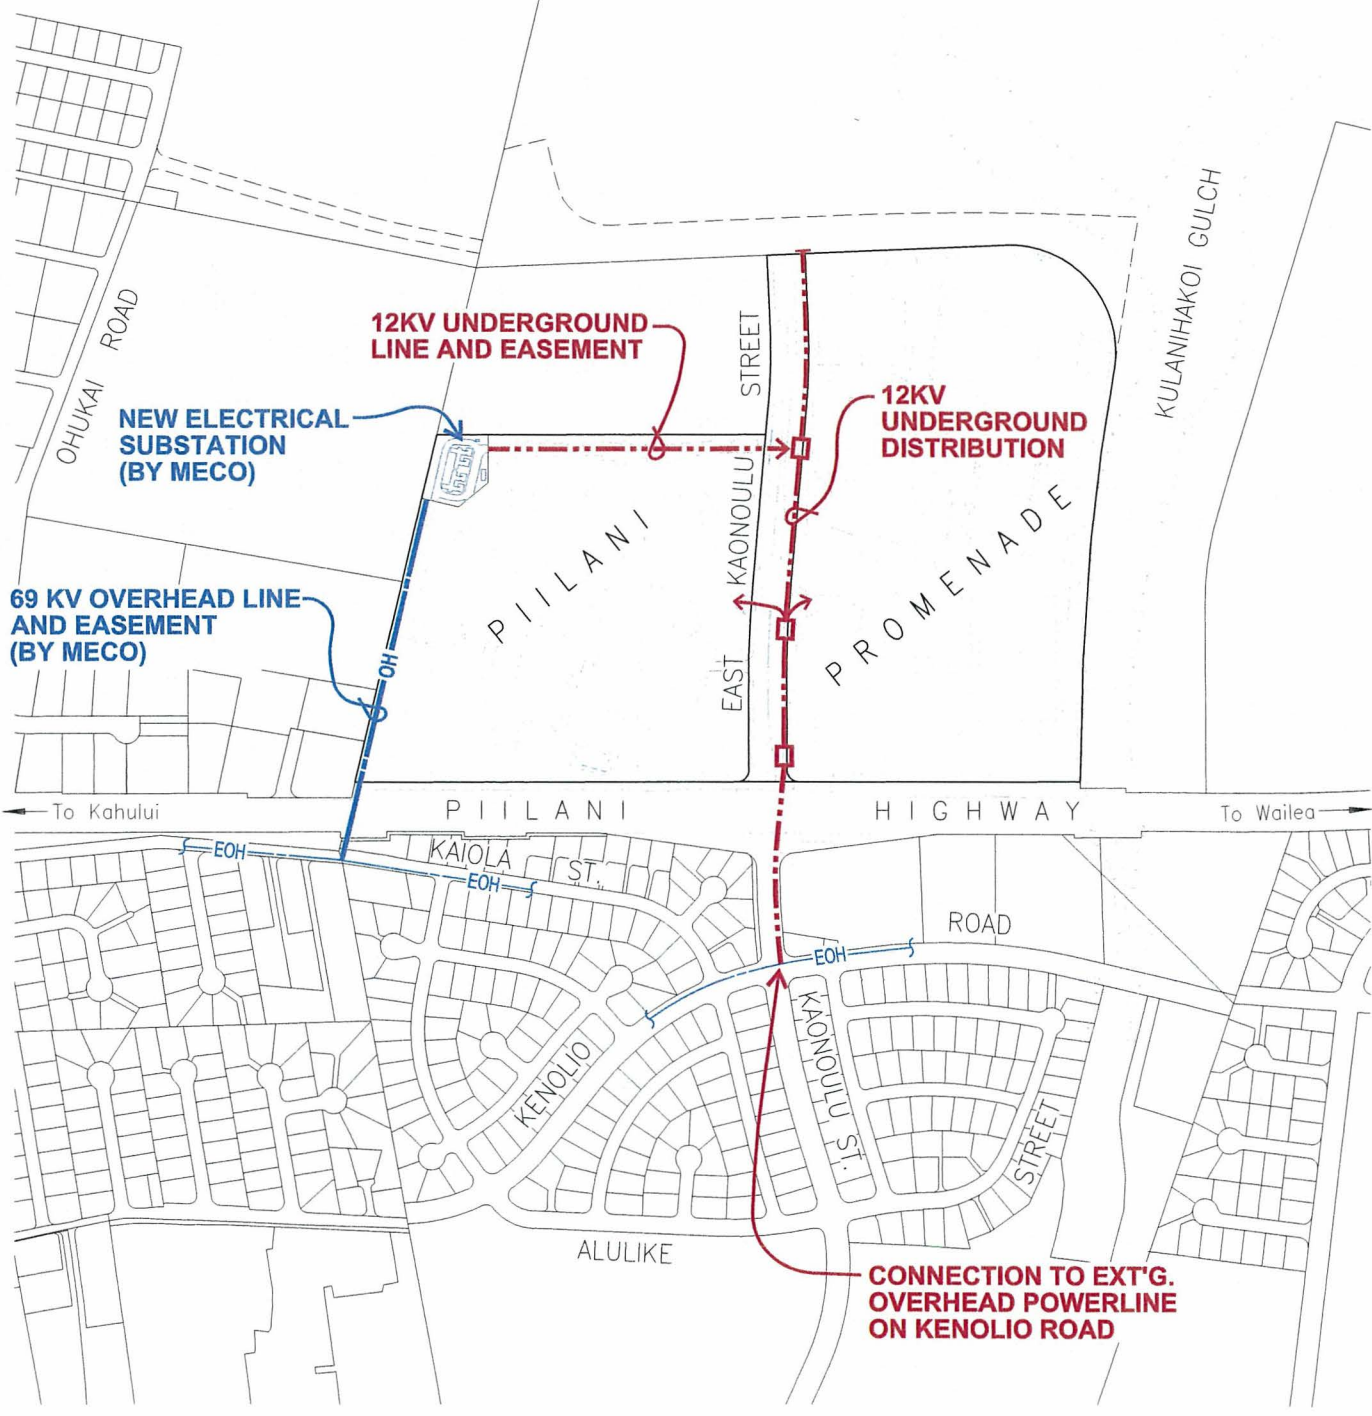 KULANIHAKOI GULCH
OHUKAI ROAD
12KV UNDERGROUND
LINE AND EASEMENT
STREET
KAONOULU
EAST
NEW ELECTRICAL
SUBSTATION
(BY MECO)
12KV
UNDERGROUND
DISTRIBUTION
PIILANI
PROMENADE
69 KV OVERHEAD LINE
AND EASEMENT
(BY MECO)
OH
To Kahului
PIILANI HIGHWAY
To Wailea
EOH
KAIOLA ST.
EOH
ROAD
EOH
KENOLIO
KAONOULU ST.
STREET
ALULIKE
CONNECTION TO EXT'G.
OVERHEAD POWERLINE
ON KENOLIO ROAD